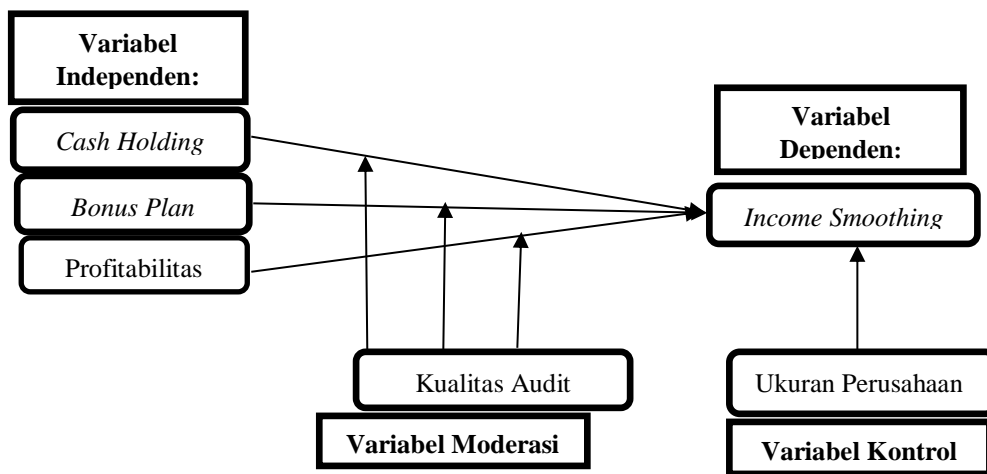 Variabel
Independen:
Cash Holding
Bonus Plan
Profitabilitas
Variabel
Dependen:
Income Smoothing
Kualitas Audit
Variabel Moderasi
Ukuran Perusahaan
Variabel Kontrol